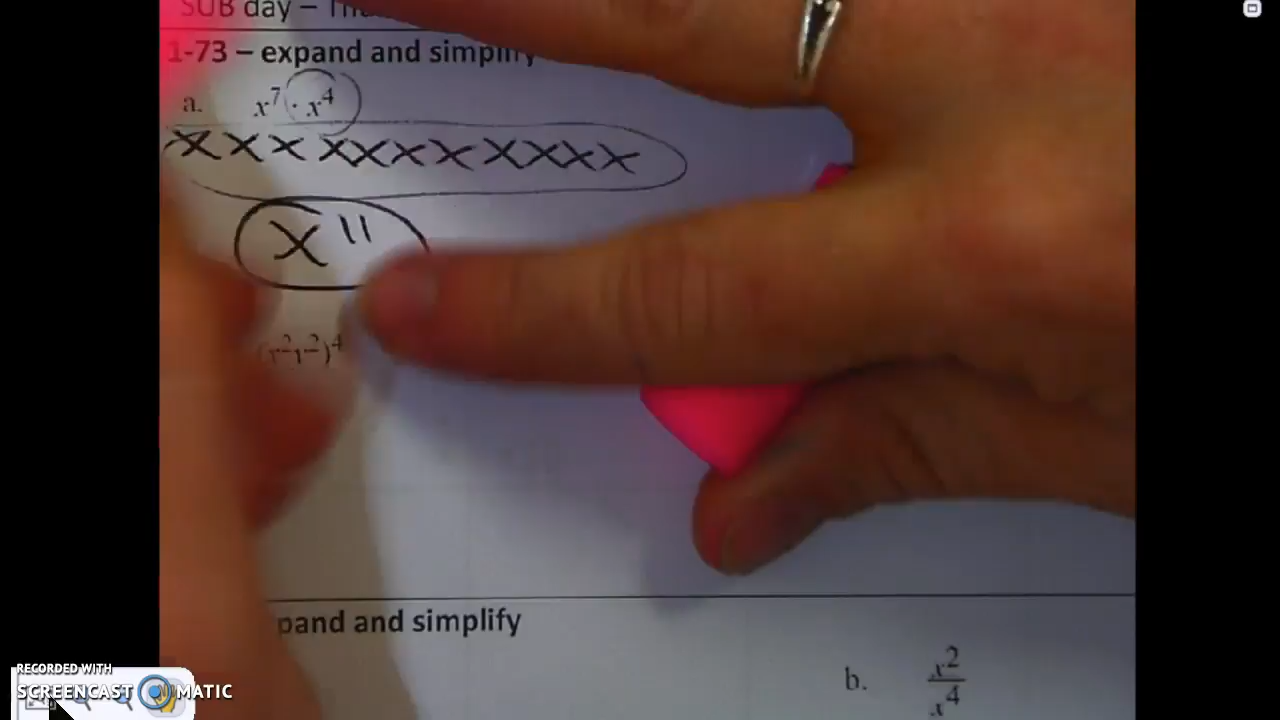 SUB day –
1-73 – expand and simplify
a. x⁷ · x⁴
x x x x x x x x x x x
x¹¹
)⁴
pand and simplify
b. x²
x⁴
RECORDED WITH
SCREENCAST MATIC